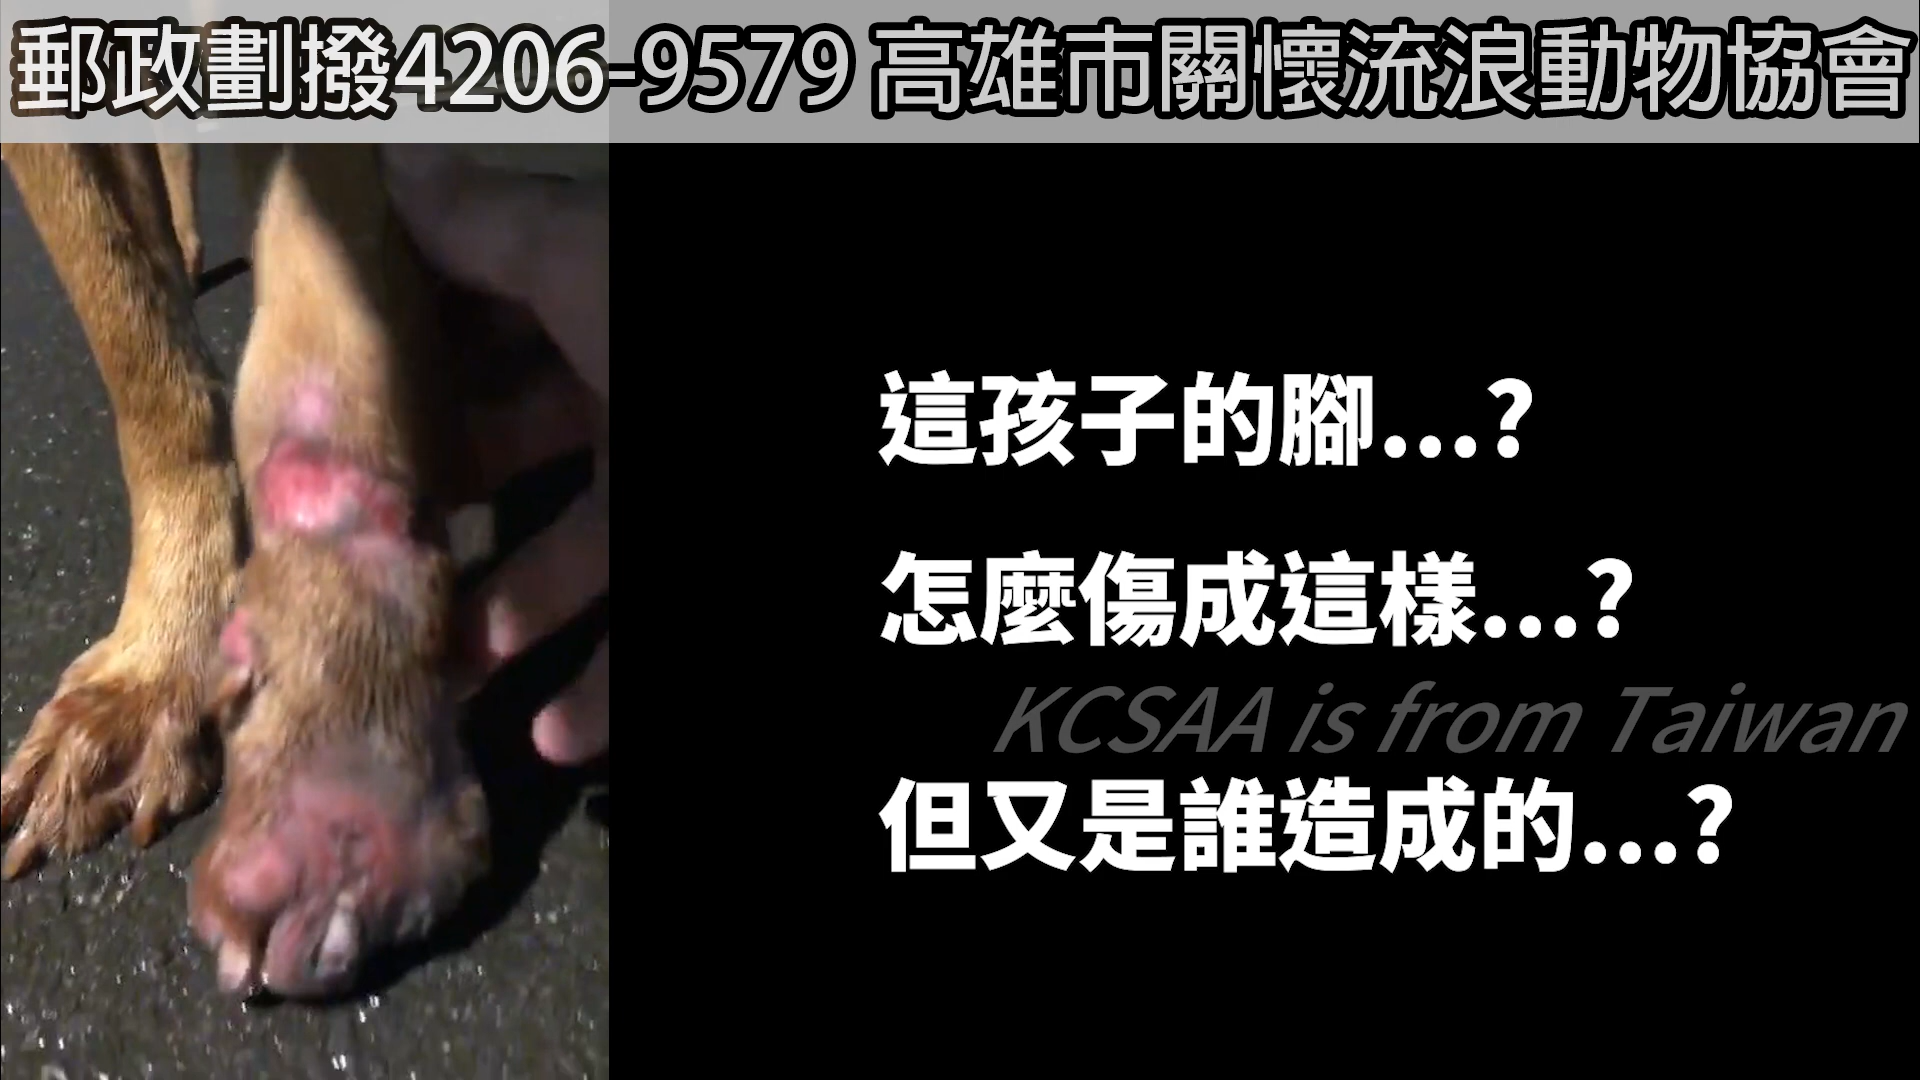 郵政劃撥4206-9579 高雄市關懷流浪動物協會
這孩子的腳...?
怎麼傷成這樣...?
KCSAA is from Taiwan
但又是誰造成的...?